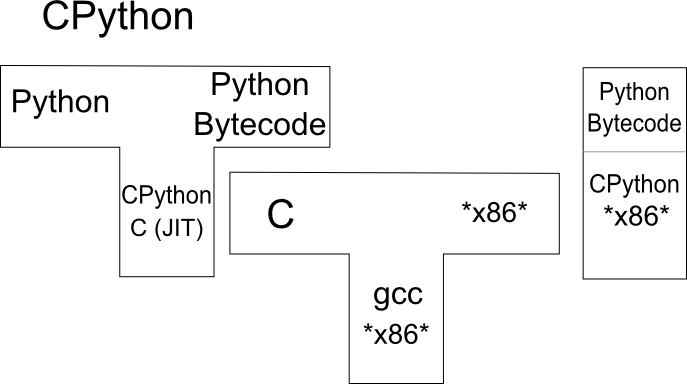 CPython
Python
Python
Bytecode
CPython
C (JIT)
C
*x86*
gcc
*x86*
Python
Bytecode
CPython
*x86*